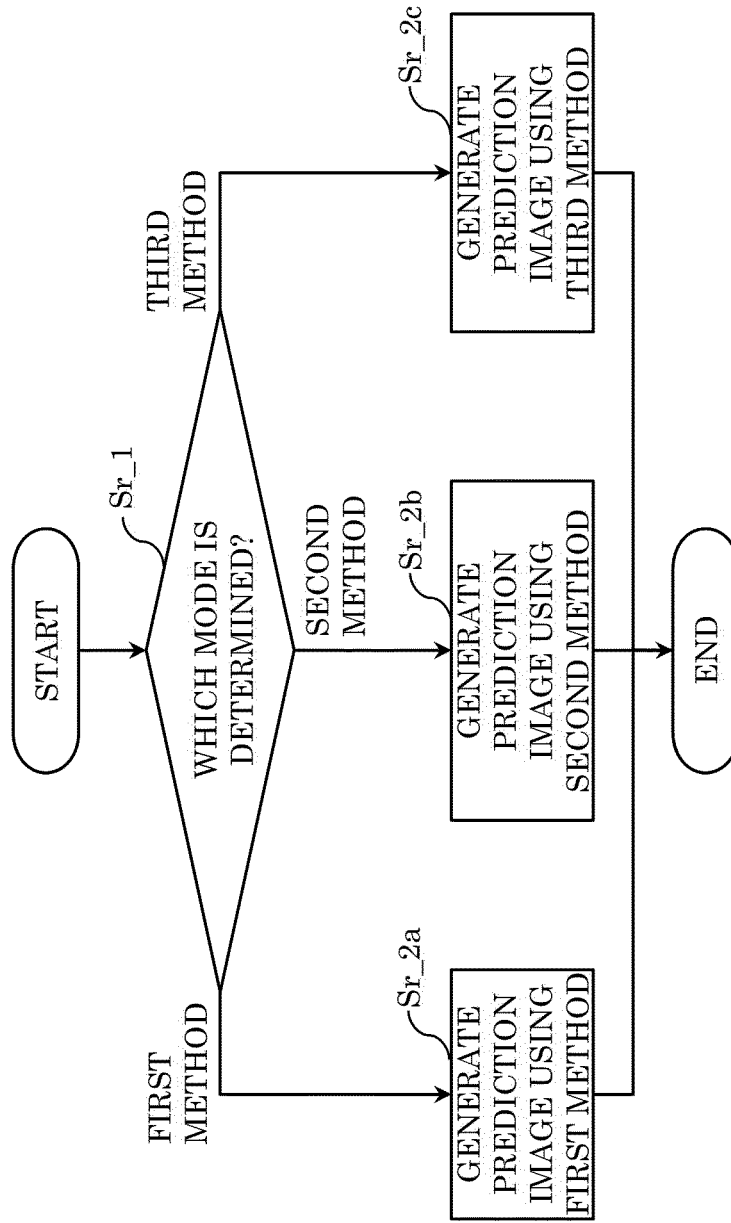 START
Sr_1
WHICH MODE IS
DETERMINED?
FIRST
METHOD
SECOND
METHOD
THIRD
METHOD
Sr_2a
GENERATE
PREDICTION
IMAGE USING
FIRST METHOD
Sr_2b
GENERATE
PREDICTION
IMAGE USING
SECOND METHOD
Sr_2c
GENERATE
PREDICTION
IMAGE USING
THIRD METHOD
END